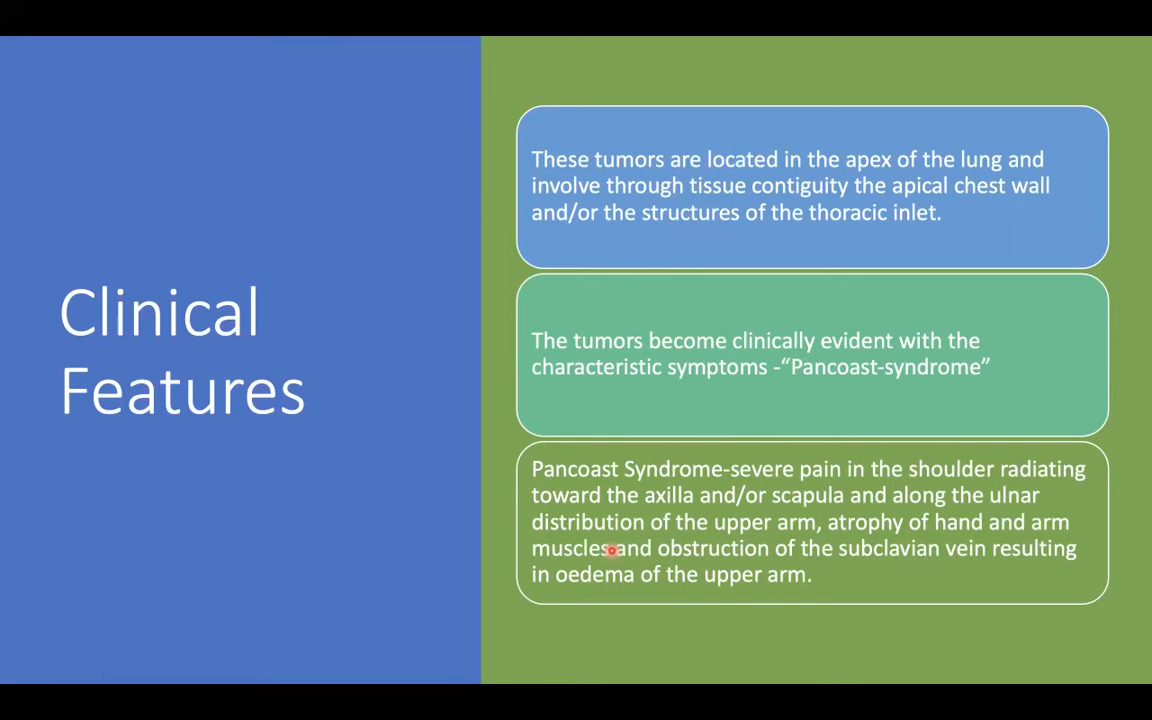 Clinical
Features
These tumors are located in the apex of the lung and
involve through tissue contiguity the apical chest wall
and/or the structures of the thoracic inlet.
The tumors become clinically evident with the
characteristic symptoms -“Pancoast-syndrome”
Pancoast Syndrome-severe pain in the shoulder radiating
toward the axilla and/or scapula and along the ulnar
distribution of the upper arm, atrophy of hand and arm
muscles and obstruction of the subclavian vein resulting
in oedema of the upper arm.